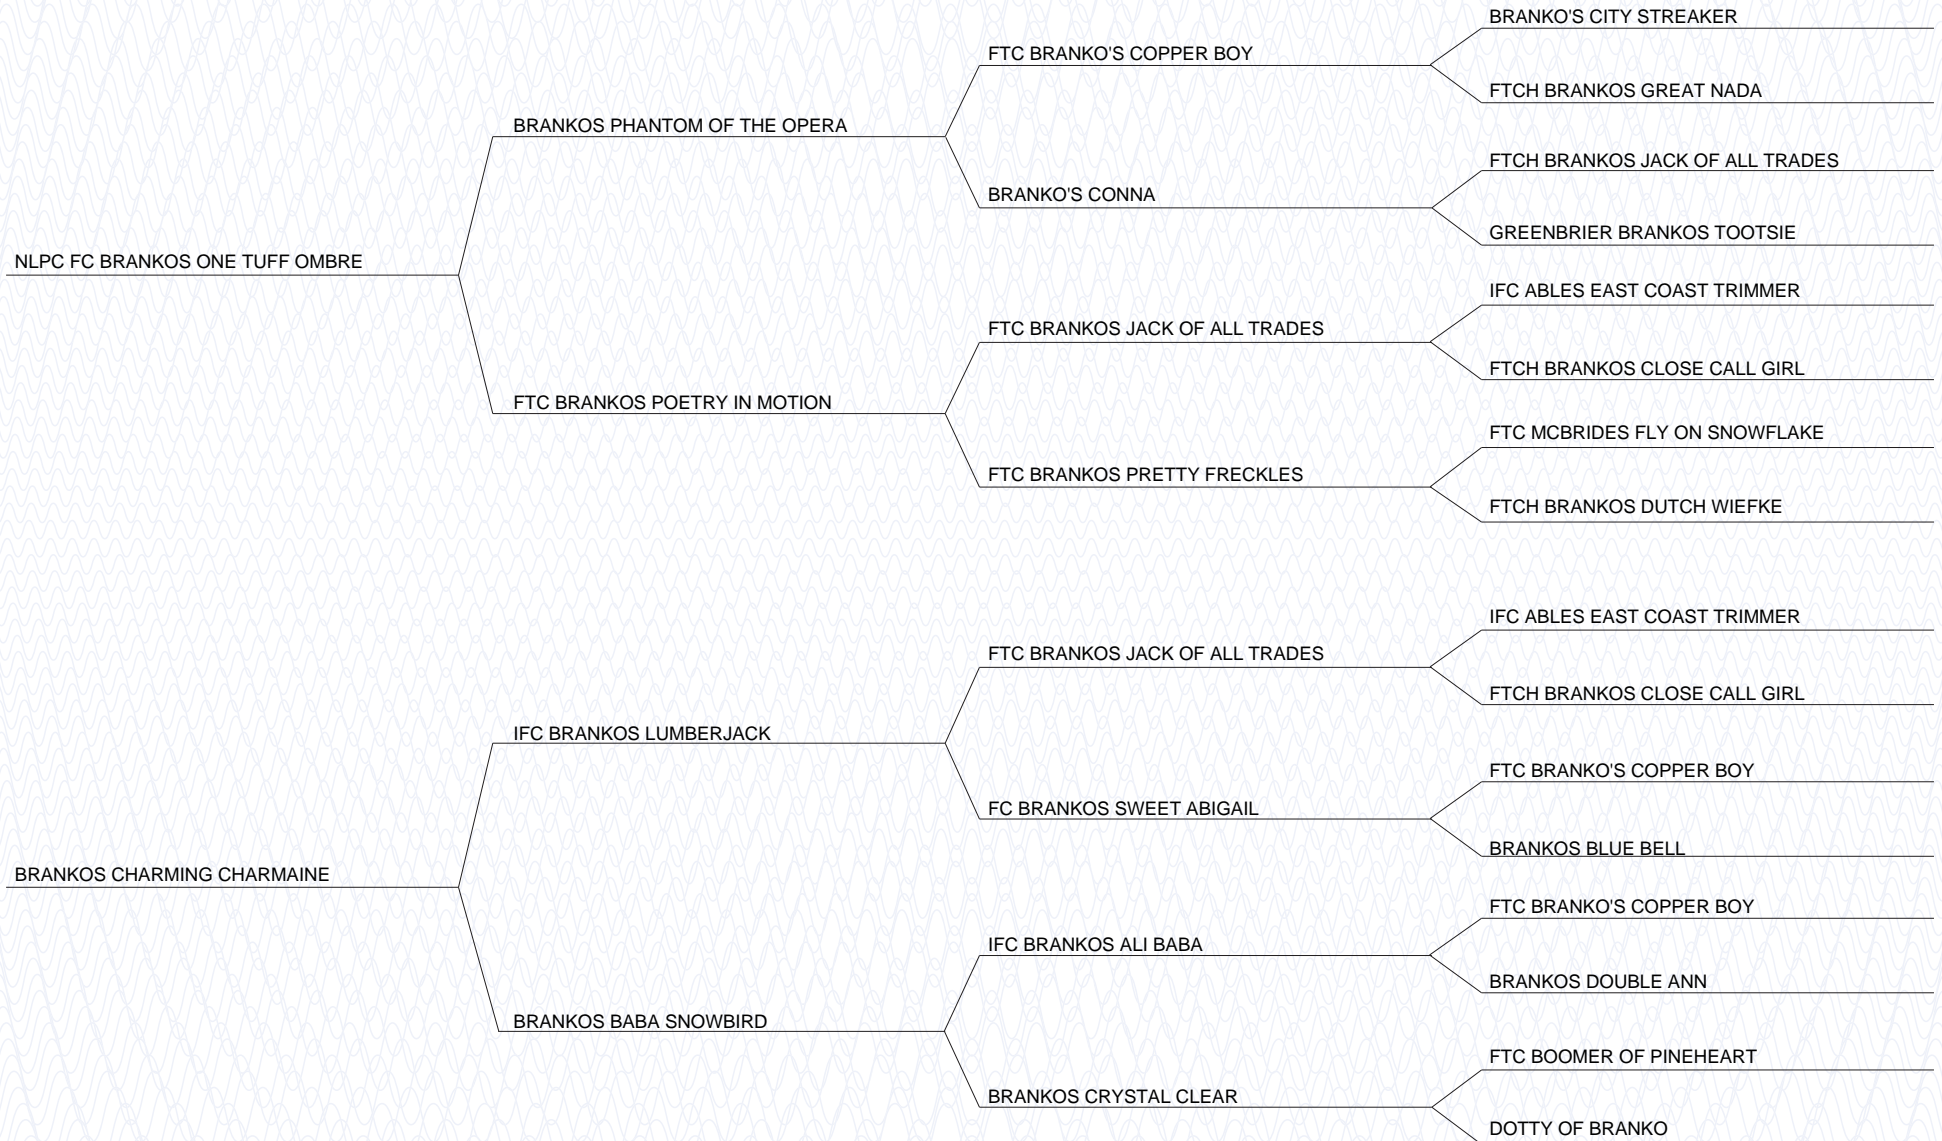 BRANKO'S CITY STREAKER
FTC BRANKO'S COPPER BOY
FTCH BRANKOS GREAT NADA
BRANKOS PHANTOM OF THE OPERA
FTCH BRANKOS JACK OF ALL TRADES
BRANKO'S CONNA
GREENBRIER BRANKOS TOOTSIE
NLPC FC BRANKOS ONE TUFF OMBRE
IFC ABLES EAST COAST TRIMMER
FTC BRANKOS JACK OF ALL TRADES
FTCH BRANKOS CLOSE CALL GIRL
FTC BRANKOS POETRY IN MOTION
FTC MCBRIDES FLY ON SNOWFLAKE
FTC BRANKOS PRETTY FRECKLES
FTCH BRANKOS DUTCH WIEFKE
IFC ABLES EAST COAST TRIMMER
FTC BRANKOS JACK OF ALL TRADES
FTCH BRANKOS CLOSE CALL GIRL
IFC BRANKOS LUMBERJACK
FTC BRANKO'S COPPER BOY
FC BRANKOS SWEET ABIGAIL
BRANKOS BLUE BELL
BRANKOS CHARMING CHARMAINE
FTC BRANKO'S COPPER BOY
IFC BRANKOS ALI BABA
BRANKOS DOUBLE ANN
BRANKOS BABA SNOWBIRD
FTC BOOMER OF PINEHEART
BRANKOS CRYSTAL CLEAR
DOTTY OF BRANKO